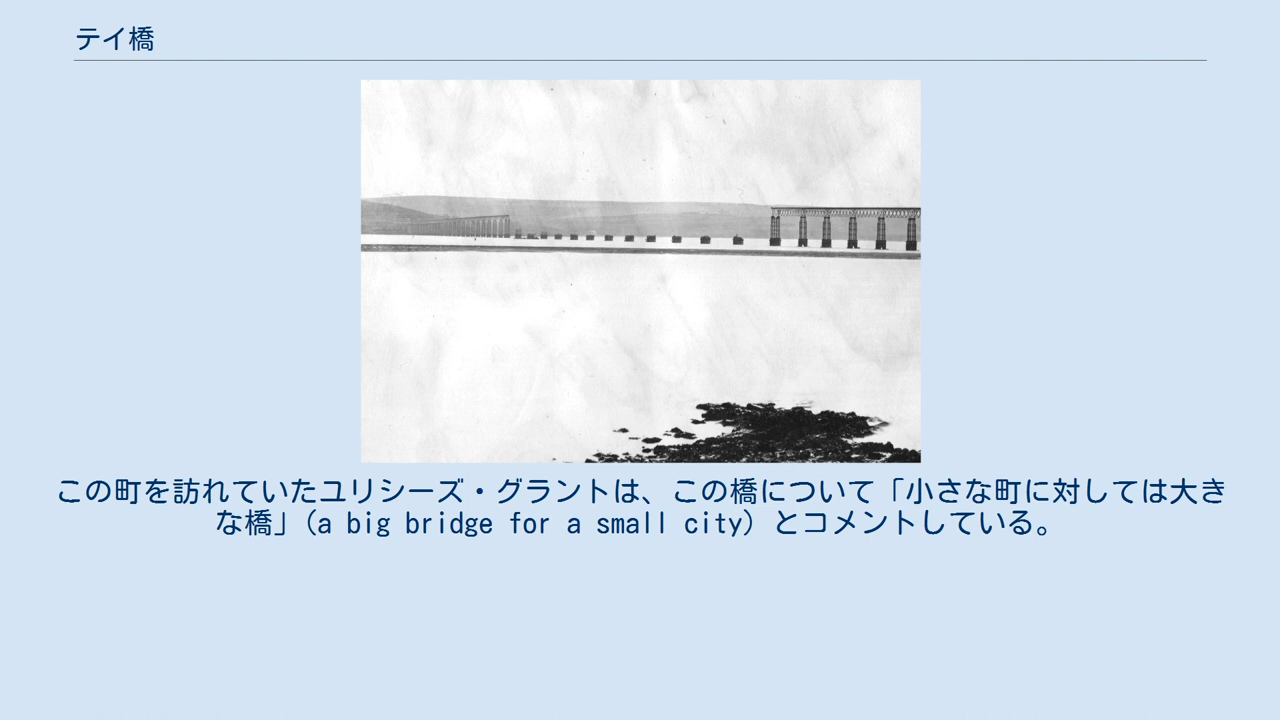 テイ橋
この町を訪れていたユリシーズ・グラントは、この橋について「小さな町に対しては大き
な橋」（a big bridge for a small city）とコメントしている。